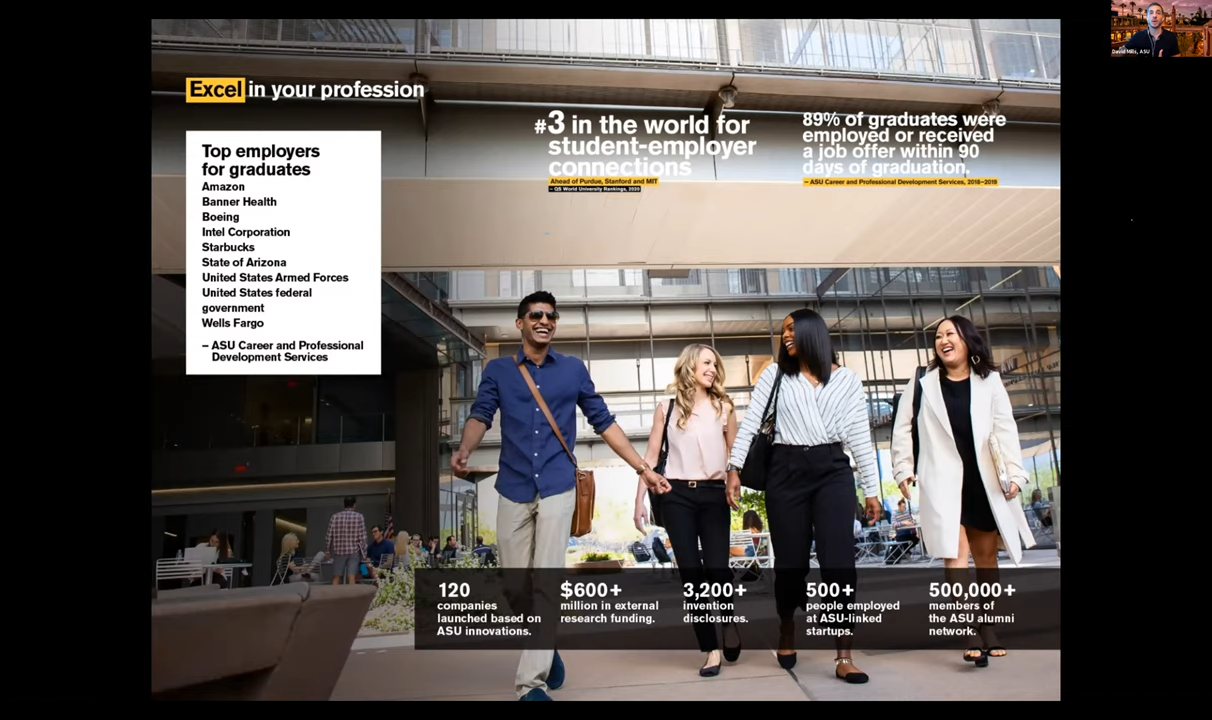 Excel in your profession
Top employers
for graduates
Amazon
Banner Health
Boeing
Intel Corporation
Starbucks
State of Arizona
United States Armed Forces
United States federal
government
Wells Fargo
– ASU Career and Professional
Development Services
#3 in the world for
student-employer
connections
Ahead of Purdue, Stanford and MIT
– QS World University Rankings, 2020
89% of graduates were
employed or received
a job offer within 90
days of graduation.
– ASU Career and Professional Development Services, 2018–2019
120
companies
launched based on
ASU innovations.
$600+
million in external
research funding.
3,200+
invention
disclosures.
500+
people employed
at ASU-linked
startups.
500,000+
members of
the ASU alumni
network.
David Mills, ASU